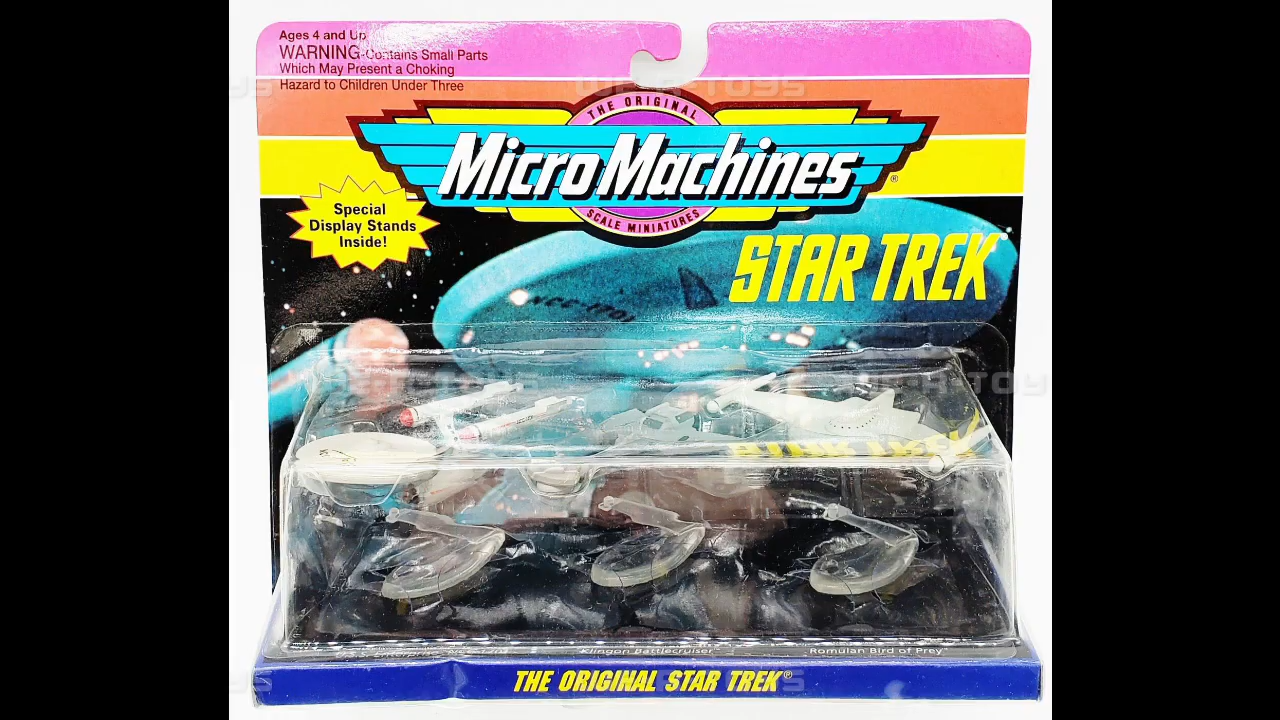 Ages 4 and Up
WARNING-Contains Small Parts
Which May Present a Choking
Hazard to Children Under Three
THE ORIGINAL
Micro Machines
®
SCALE MINIATURES
Special
Display Stands
Inside!
STAR TREK
NCC-1701
Klingon Battlecruiser
Romulan Bird of Prey
THE ORIGINAL STAR TREK®